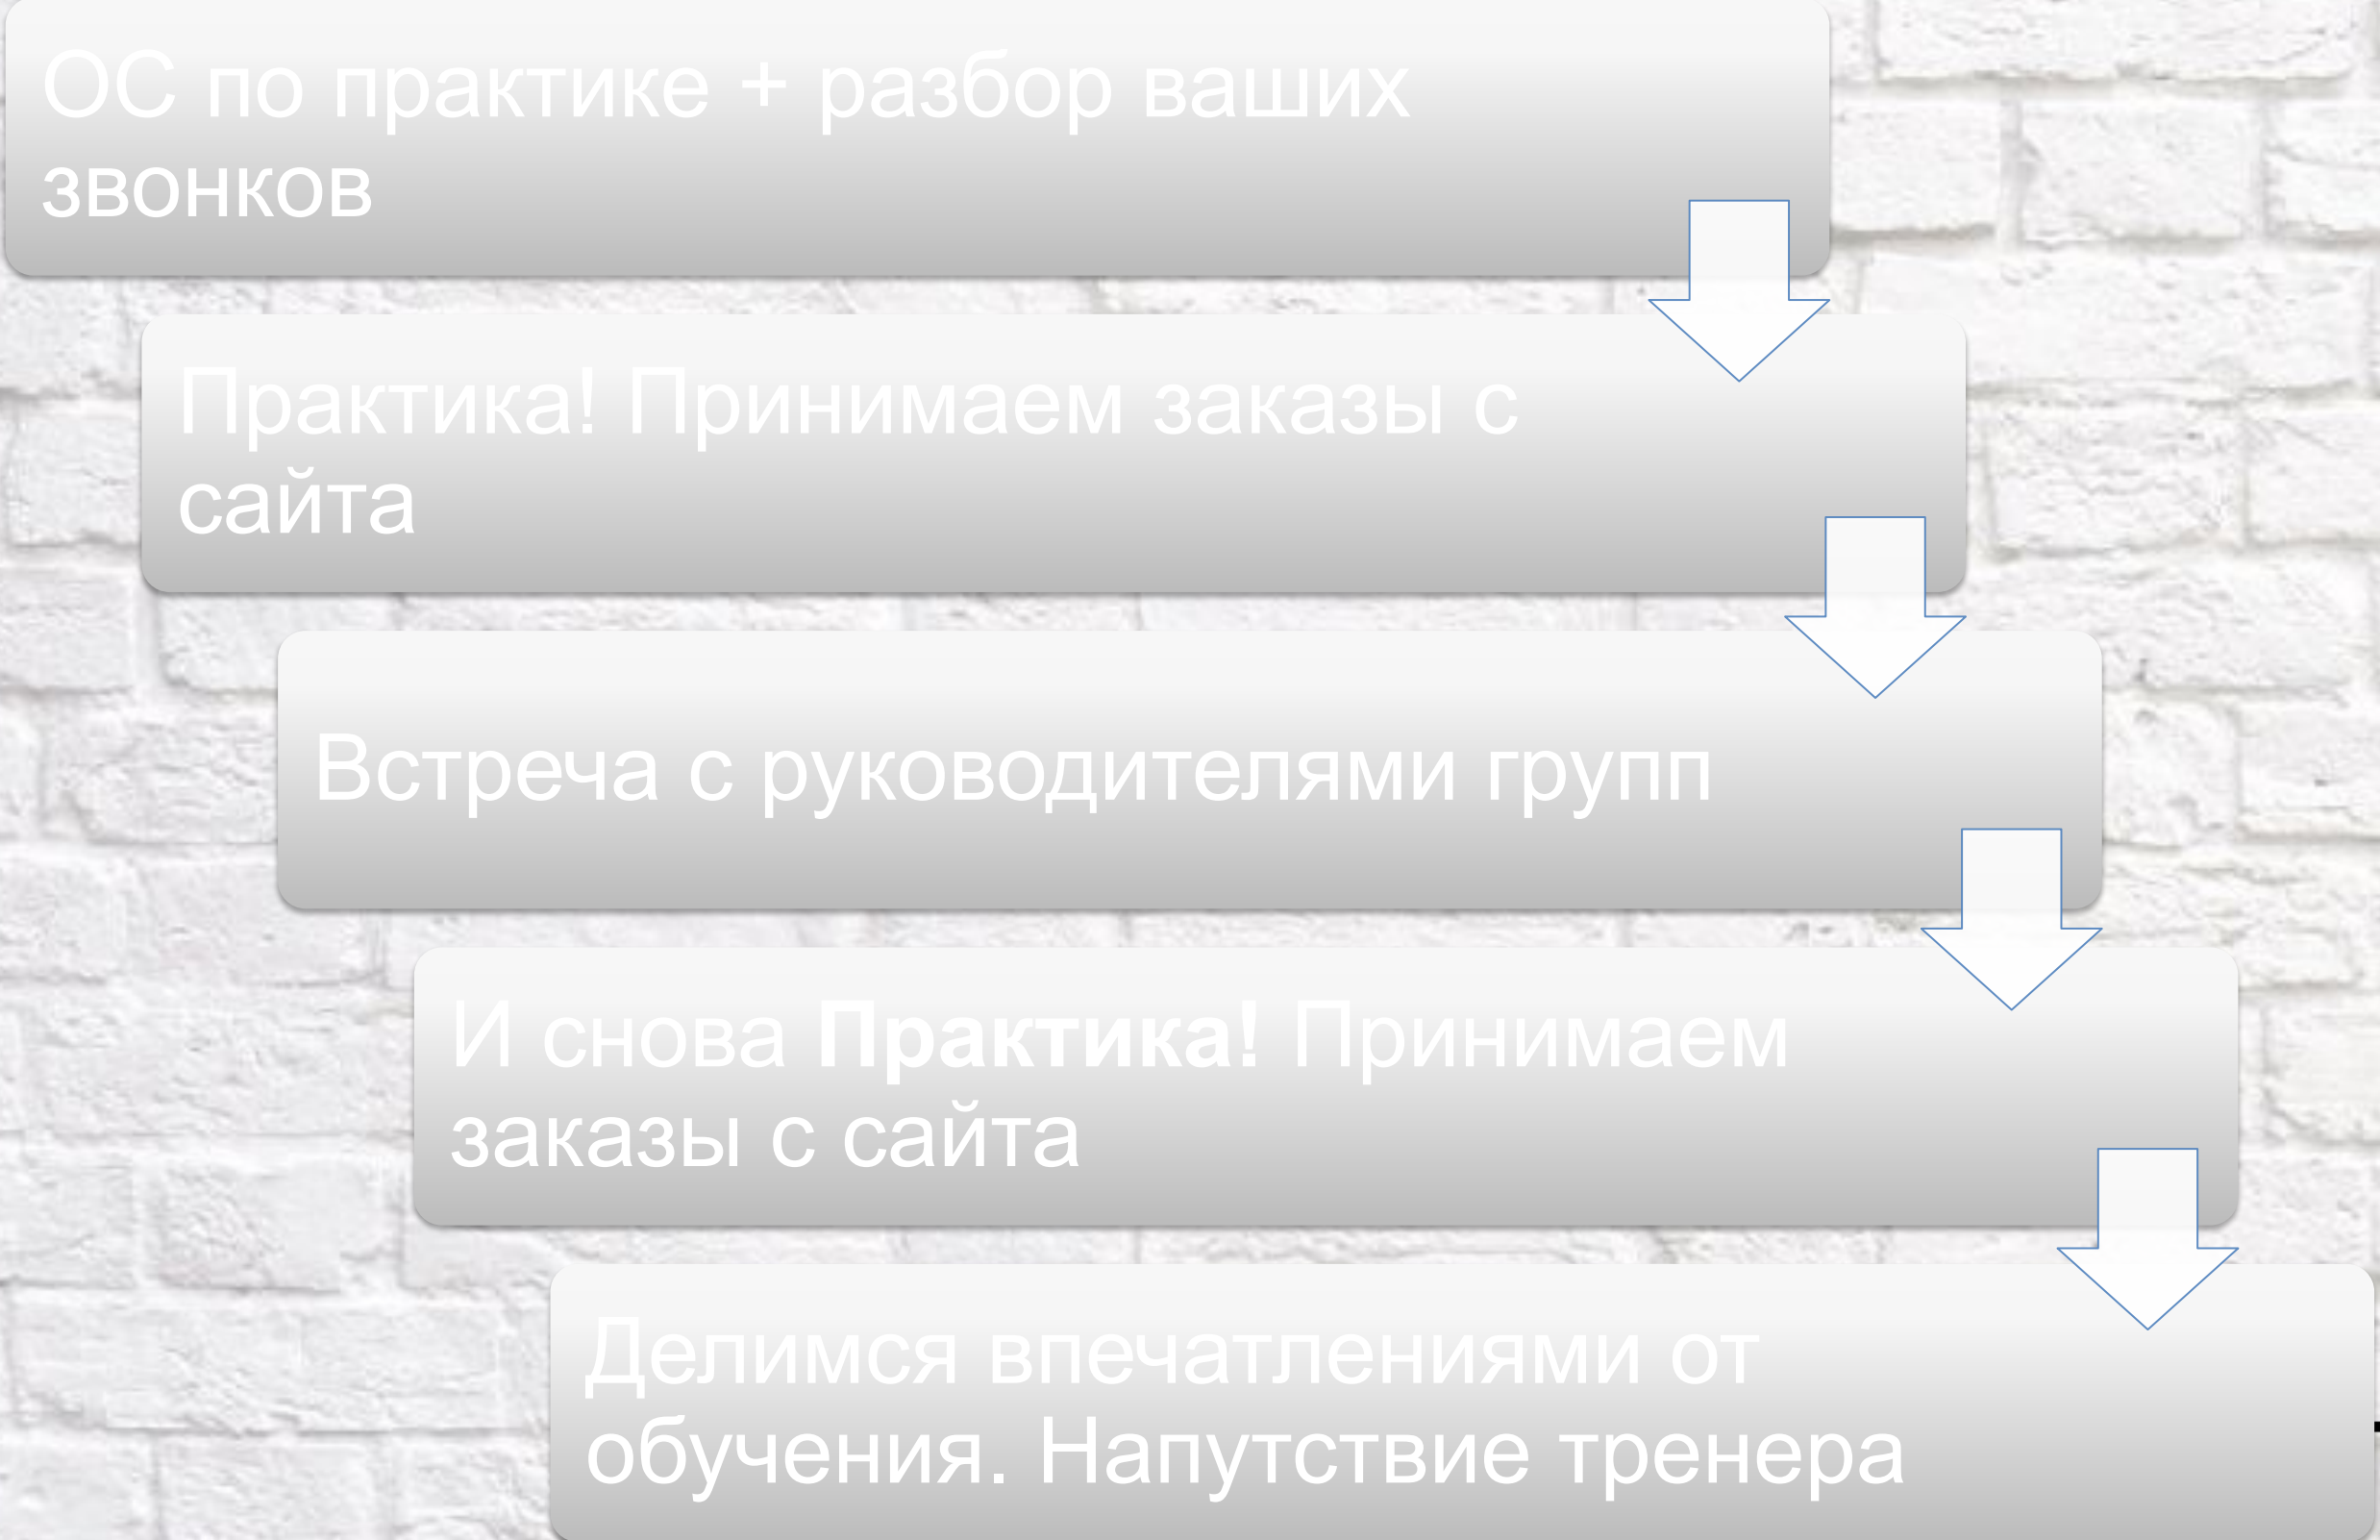 ОС по практике + разбор ваших
звонков
Практика! Принимаем заказы с
сайта
Встреча с руководителями групп
И снова Практика! Принимаем
заказы с сайта
Делимся впечатлениями от
обучения. Напутствие тренера